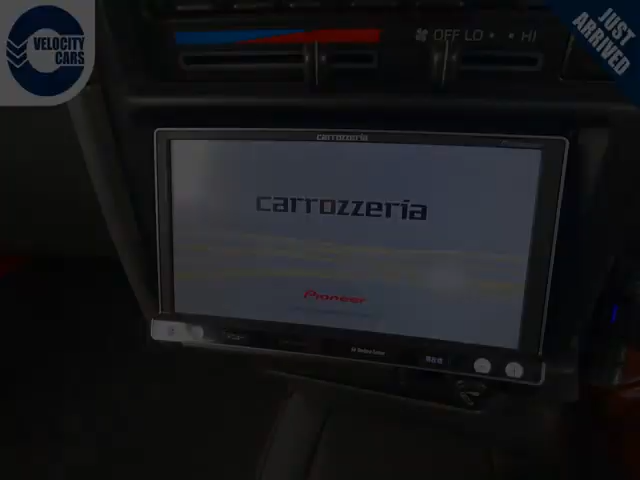 VELOCITY
CARS
JUST
ARRIVED
OFF LO • • HI
carrozzeria
carrozzeria
Pioneer